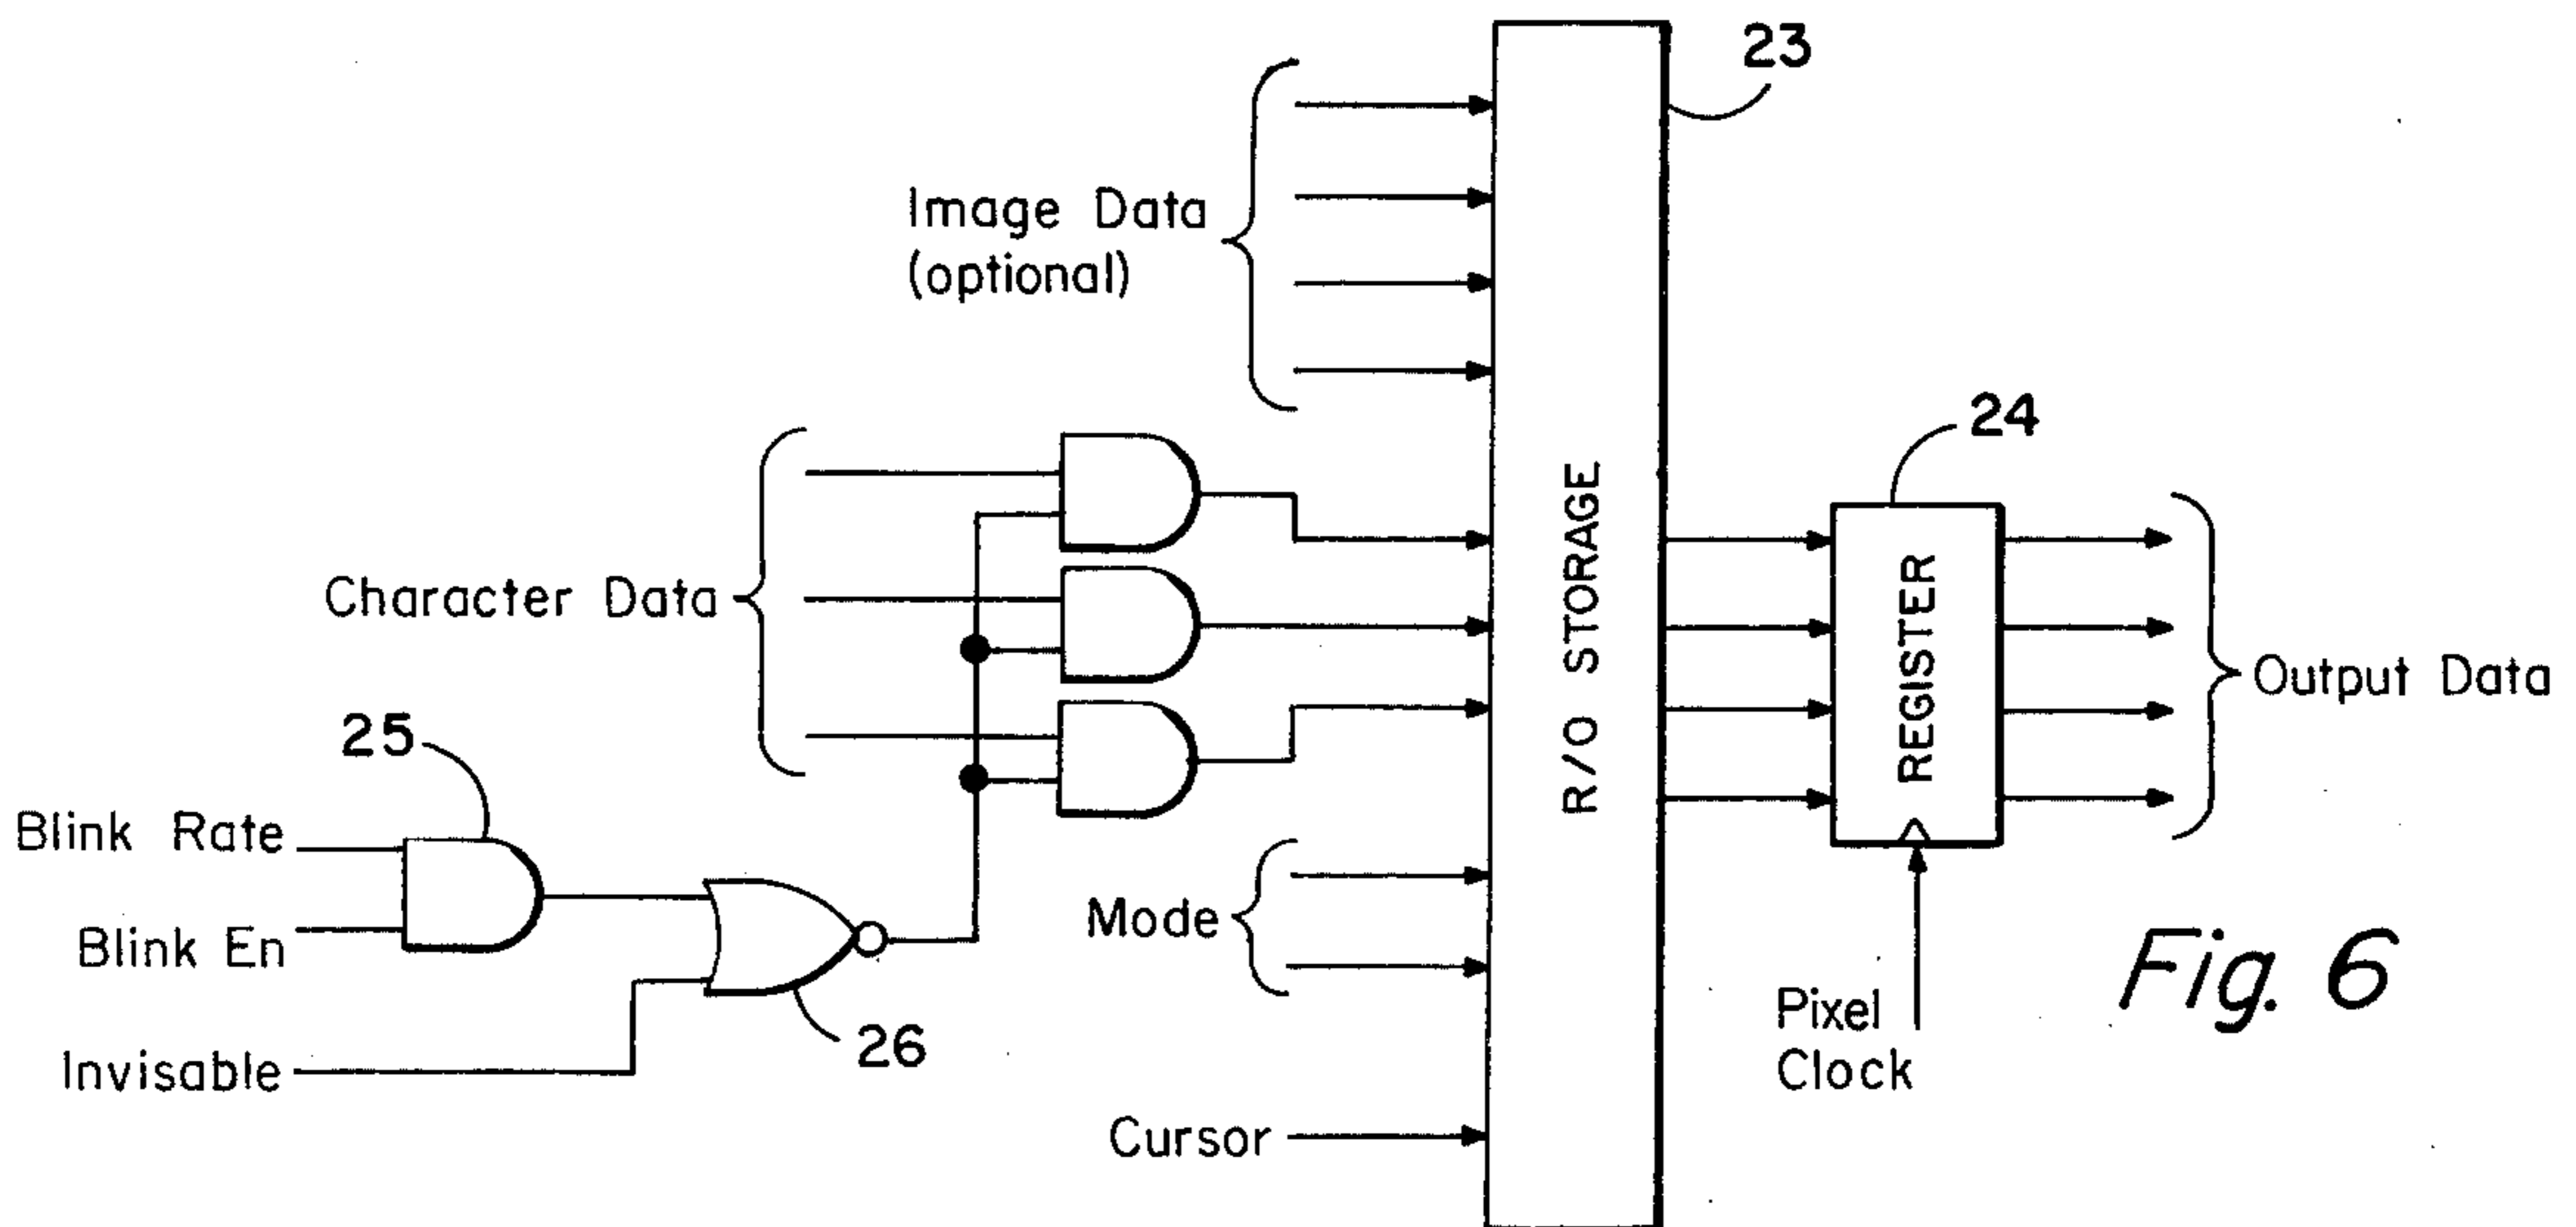 23
Image Data
(optional)
24
R/O STORAGE
REGISTER
Character Data
Output Data
25
Blink Rate
Blink En
Mode
26
Invisable
Pixel
Clock
Cursor
Fig. 6